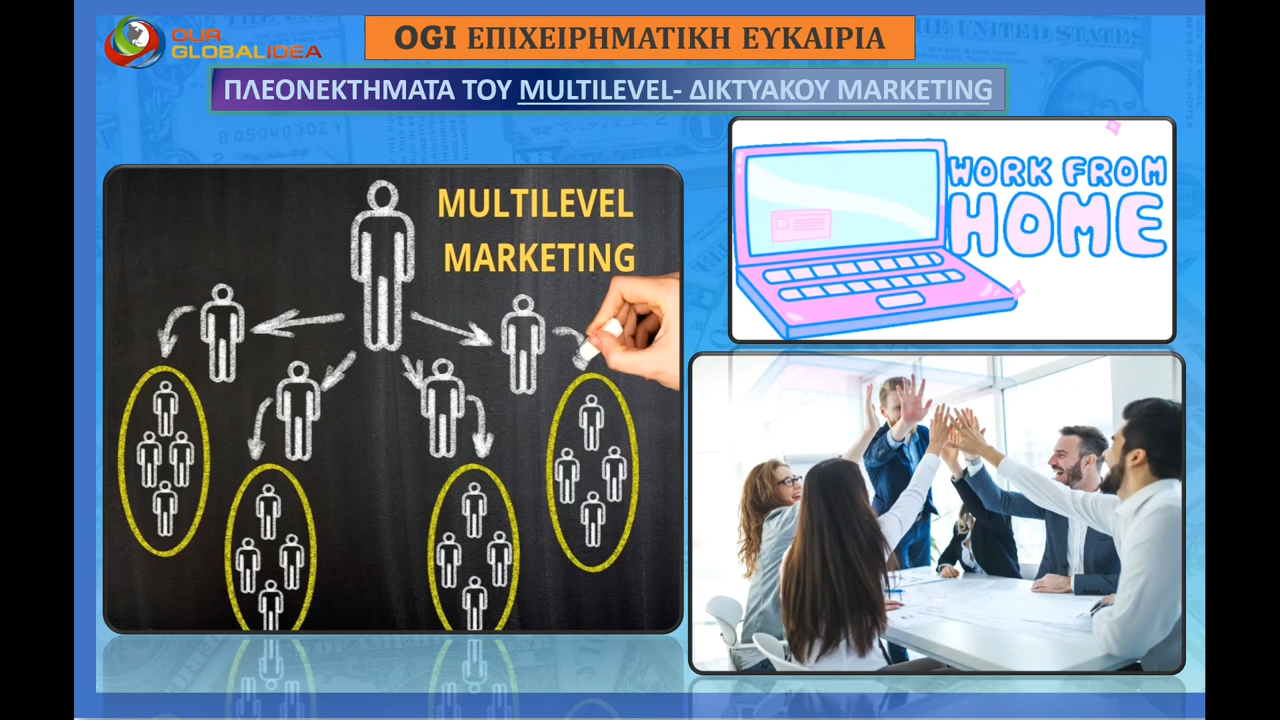 OUR
GLOBALIDEA
OGI ΕΠΙΧΕΙΡΗΜΑΤΙΚΗ ΕΥΚΑΙΡΙΑ
ΠΛΕΟΝΕΚΤΗΜΑΤΑ ΤΟΥ MULTILEVEL- ΔΙΚΤΥΑΚΟΥ MARKETING
MULTILEVEL
MARKETING
WORK FROM
HOME